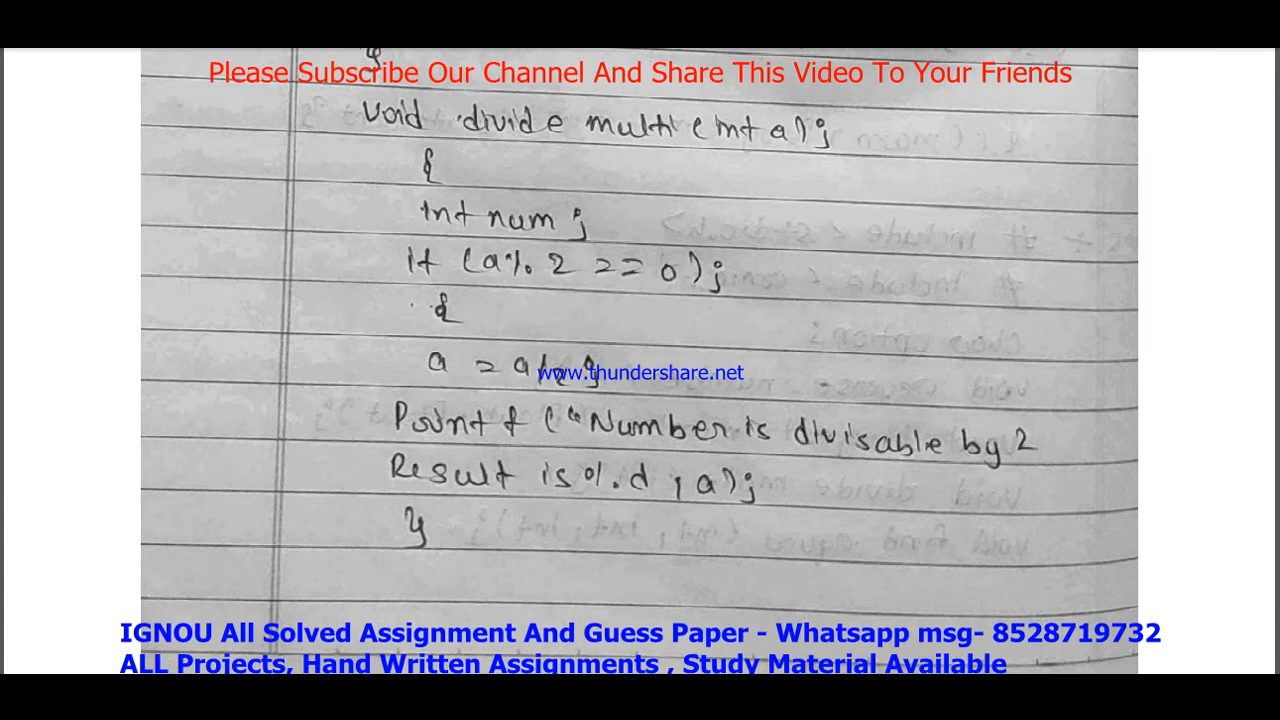 Please Subscribe Our Channel And Share This Video To Your Friends
void divide multi (int a);
{
int num;
if (a% 2 == 0);
{
a = a/2;
www.thundershare.net
Printf ("Number is divisable by 2
Result is %.d , a);
}
IGNOU All Solved Assignment And Guess Paper - Whatsapp msg- 8528719732
ALL Projects, Hand Written Assignments , Study Material Available